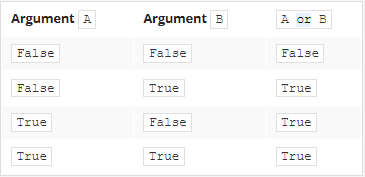 Argument A Argument B A or B
False False False
False True True
True False True
True True True